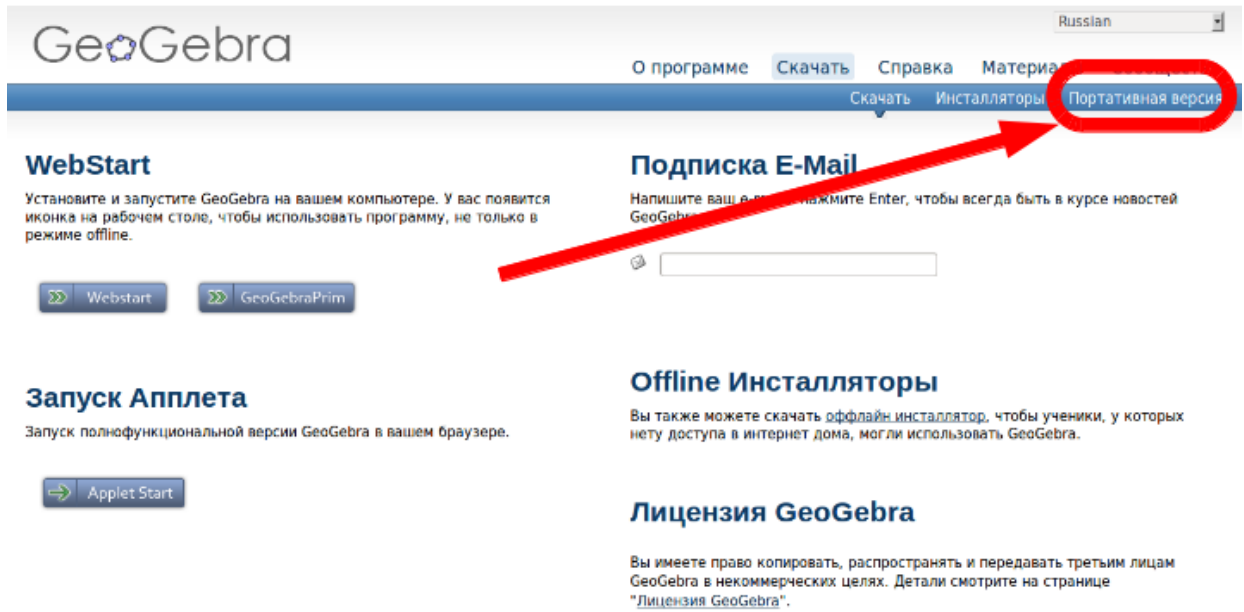 GeoGebra
Russian
О программе Скачать Справка Материа
Скачать Инсталляторы Портативная версия
WebStart
Установите и запустите GeoGebra на вашем компьютере. У вас появится
иконка на рабочем столе, чтобы использовать программу, не только в
режиме offline.
Webstart GeoGebraPrim
Подписка E-Mail
Напишите ваш нажмите Enter, чтобы всегда быть в курсе новостей
GeoGebra
Запуск Апплета
Запуск полнофункциональной версии GeoGebra в вашем браузере.
Applet Start
Offline Инсталляторы
Вы также можете скачать оффлайн инсталлятор, чтобы ученики, у которых
нету доступа в интернет дома, могли использовать GeoGebra.
Лицензия GeoGebra
Вы имеете право копировать, распространять и передавать третьим лицам
GeoGebra в некоммерческих целях. Детали смотрите на странице
"Лицензия GeoGebra".